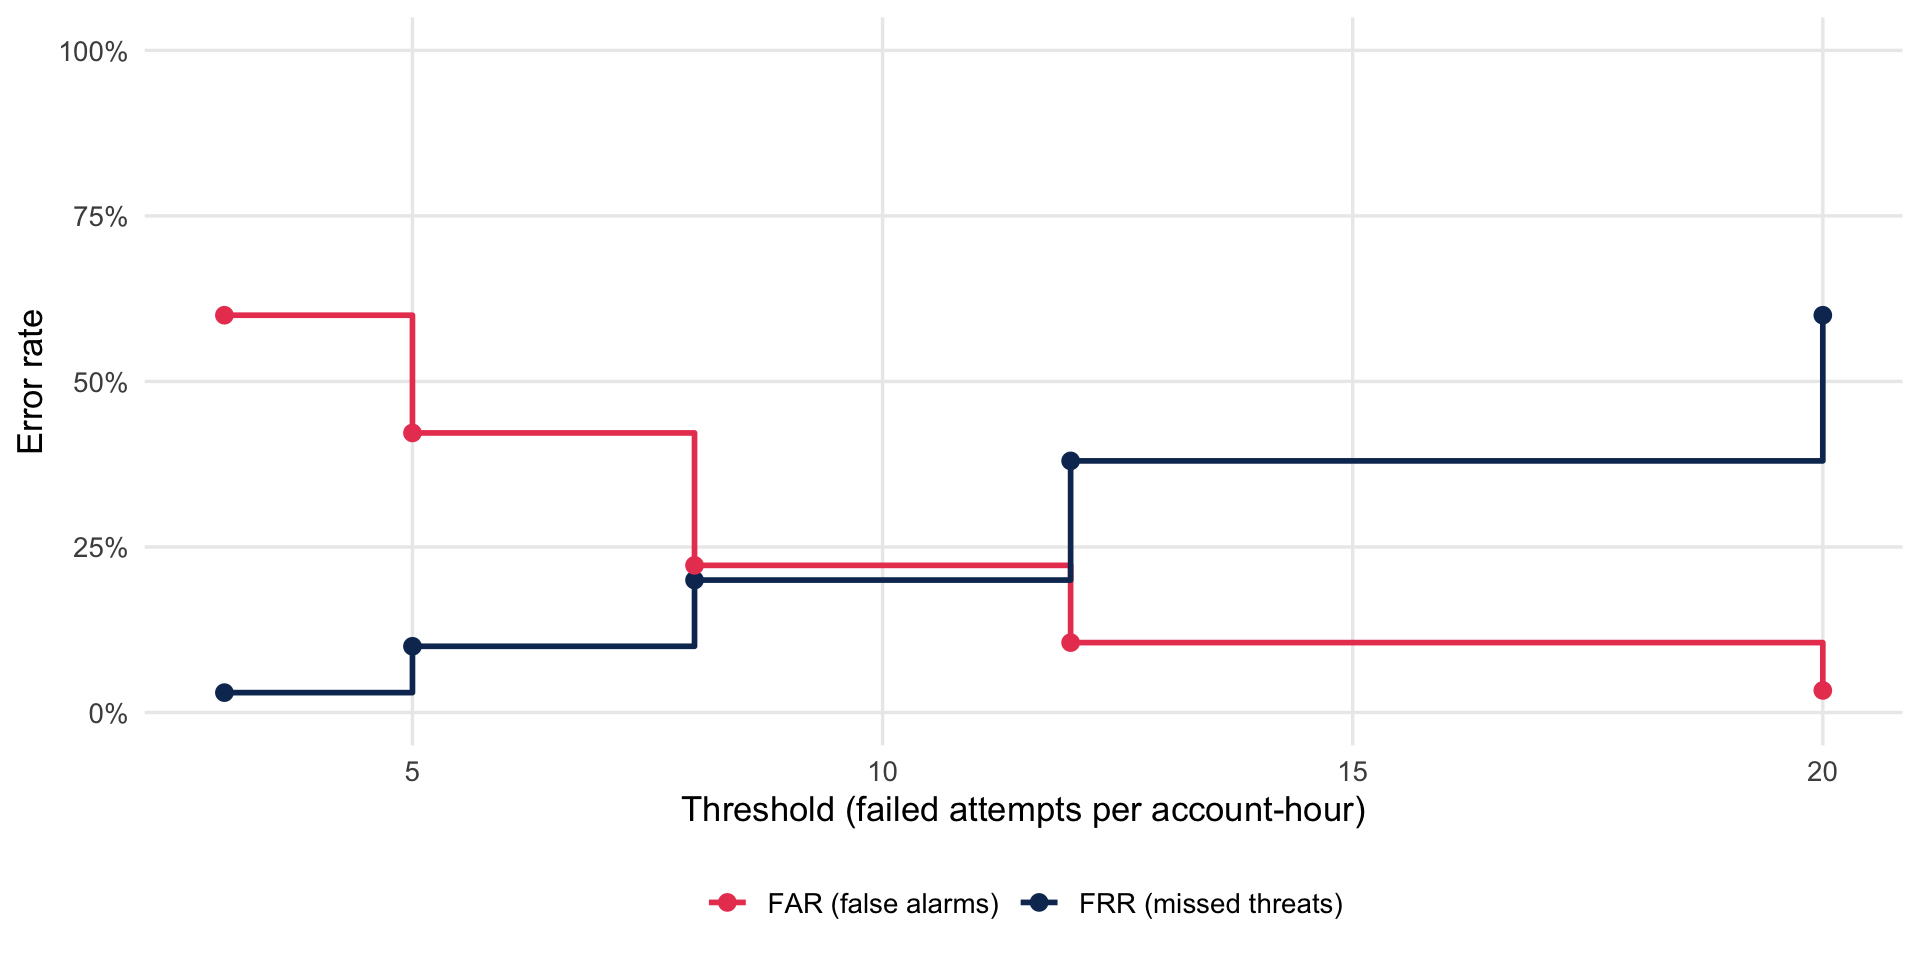 100%
75%
50%
25%
0%
Error rate
5 10 15 20
Threshold (failed attempts per account-hour)
FAR (false alarms) FRR (missed threats)